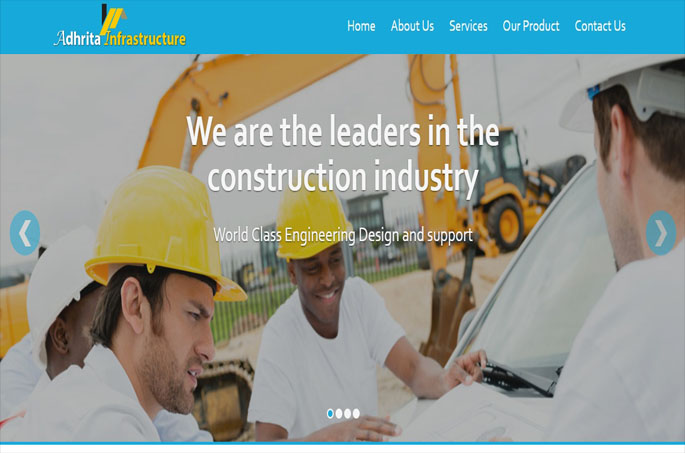 Adhrita Infrastructure
Home About Us Services Our Product Contact Us
We are the leaders in the
construction industry
World Class Engineering Design and support